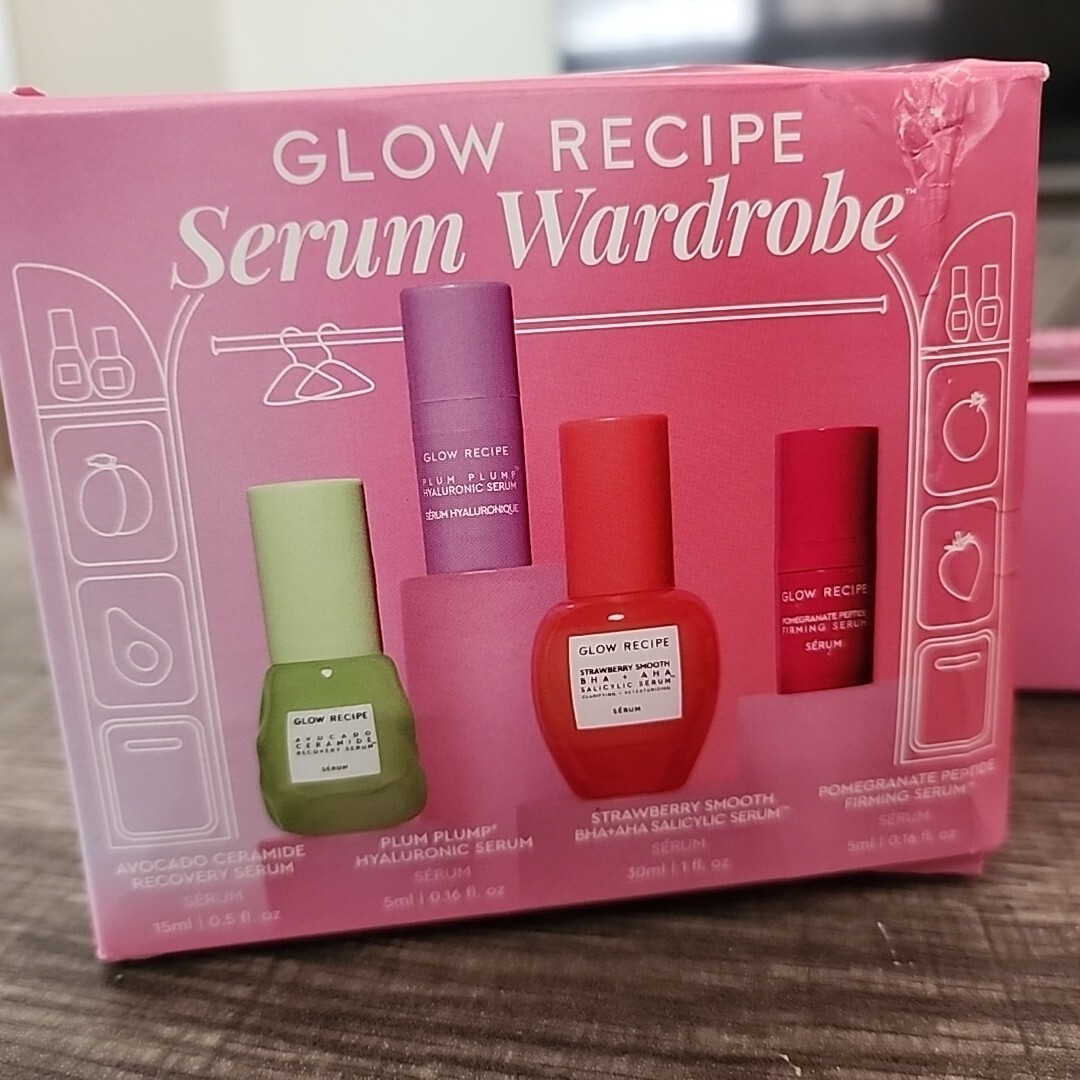 GLOW RECIPE
Serum Wardrobe™
GLOW RECIPE
PLUM PLUMP™
HYALURONIC SERUM
SÉRUM HYALURONIQUE
GLOW RECIPE
AVOCADO
CERAMIDE
RECOVERY SERUM™
SÉRUM
GLOW RECIPE
STRAWBERRY SMOOTH
BHA + AHA
SALICYLIC SERUM™
SÉRUM
GLOW RECIPE
POMEGRANATE PEPTIDE
FIRMING SERUM
SÉRUM
AVOCADO CERAMIDE
RECOVERY SERUM
SÉRUM
15ml | 0.5 fl. oz
PLUM PLUMP®
HYALURONIC SERUM
SÉRUM
5ml | 0.16 fl. oz
STRAWBERRY SMOOTH
BHA+AHA SALICYLIC SERUM™
SÉRUM
30ml | 1 fl. oz
POMEGRANATE PEPTIDE
FIRMING SERUM™
SÉRUM
5ml | 0.16 fl. oz